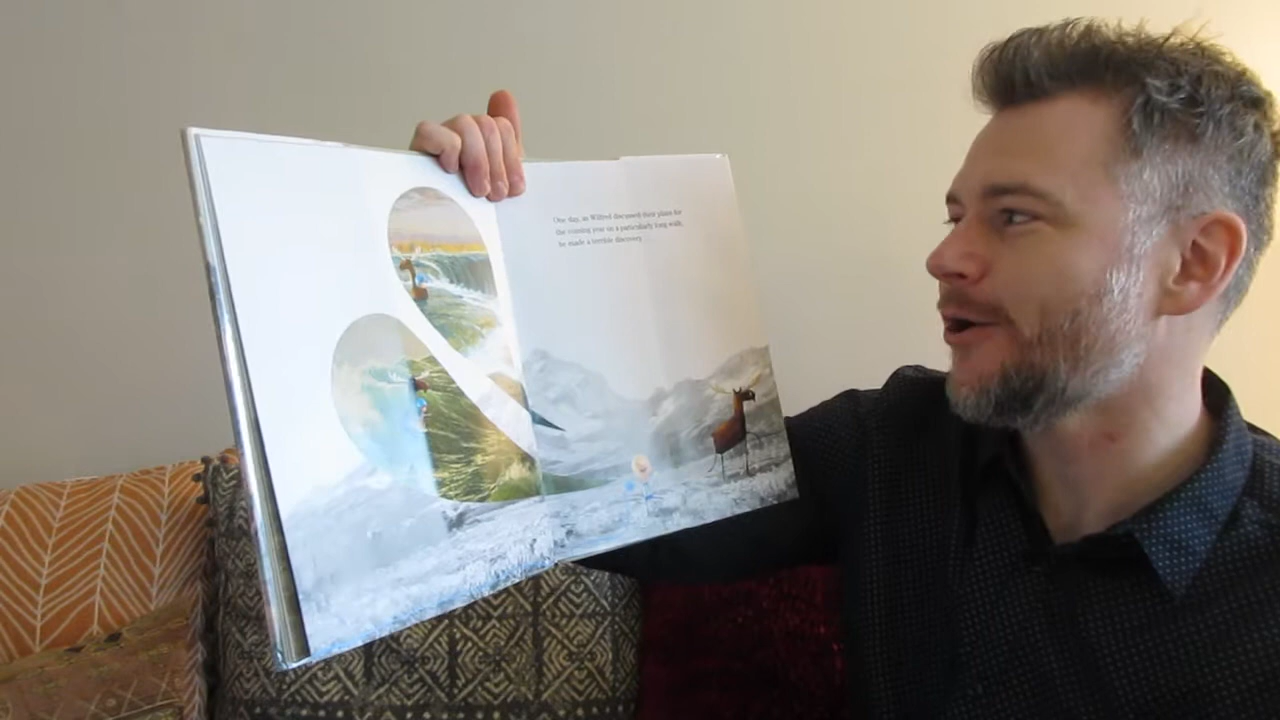 One day, as Wilfred discussed their plans for
the coming year on a particularly long walk,
he made a terrible discovery.